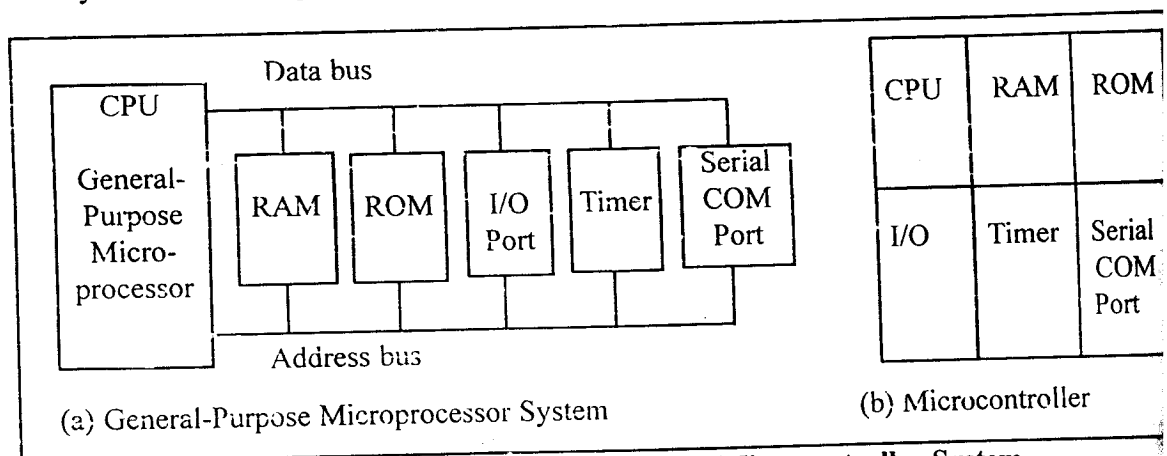 Data bus
CPU
General-
Purpose
Micro-
processor
RAM
ROM
I/O
Port
Timer
Serial
COM
Port
Address bus
(a) General-Purpose Microprocessor System
CPU
RAM
ROM
I/O
Timer
Serial
COM
Port
(b) Microcontroller
System